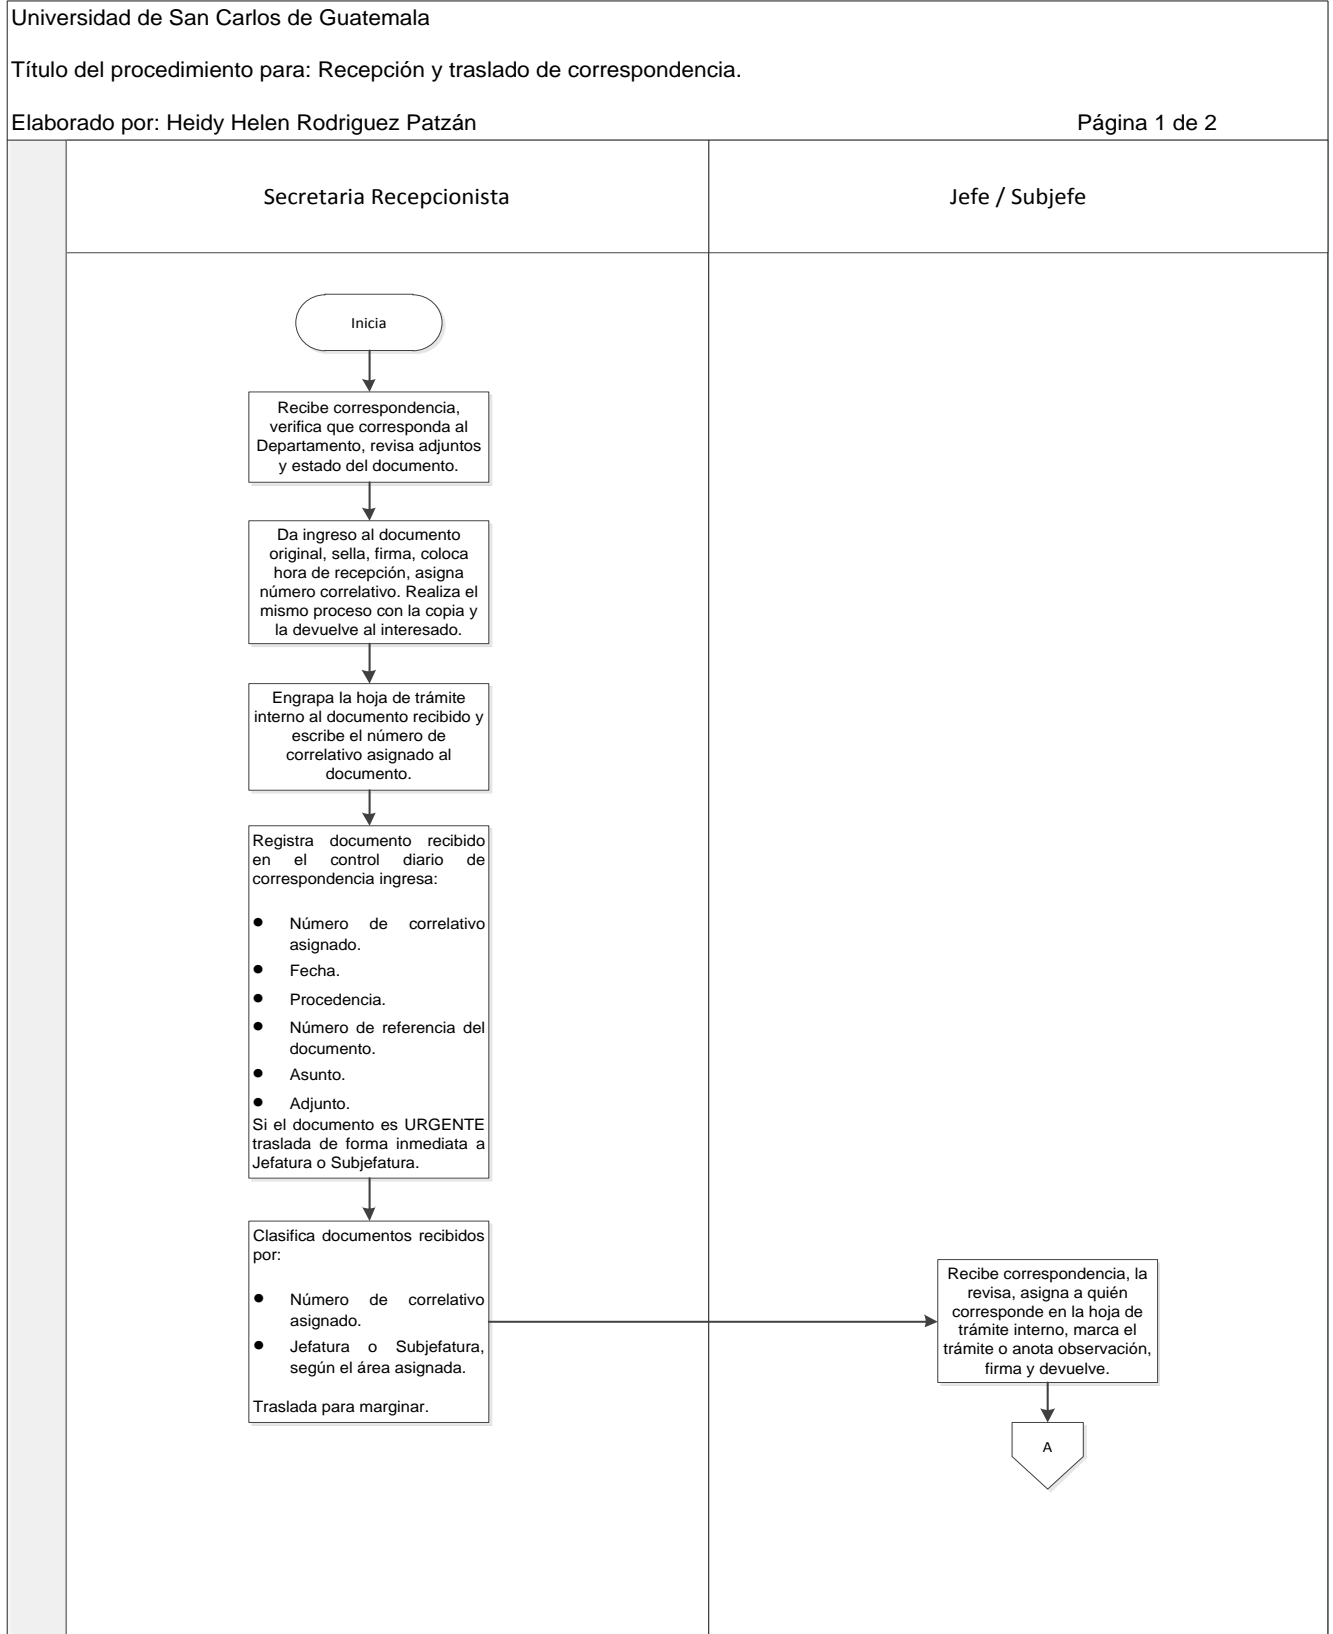 Universidad de San Carlos de Guatemala
Título del procedimiento para: Recepción y traslado de correspondencia.
Elaborado por: Heidy Helen Rodriguez Patzán
Página 1 de 2
Secretaria Recepcionista
Jefe / Subjefe
Inicia
Recibe correspondencia,
verifica que corresponda al
Departamento, revisa adjuntos
y estado del documento.
Da ingreso al documento
original, sella, firma, coloca
hora de recepción, asigna
número correlativo. Realiza el
mismo proceso con la copia y
la devuelve al interesado.
Engrapa la hoja de trámite
interno al documento recibido y
escribe el número de
correlativo asignado al
documento.
Registra documento recibido
en el control diario de
correspondencia ingresa:
● Número de correlativo
asignado.
● Fecha.
● Procedencia.
● Número de referencia del
documento.
● Asunto.
● Adjunto.
Si el documento es URGENTE
traslada de forma inmediata a
Jefatura o Subjefatura.
Clasifica documentos recibidos
por:
● Número de correlativo
asignado.
● Jefatura o Subjefatura,
según el área asignada.
Traslada para marginar.
Recibe correspondencia, la
revisa, asigna a quién
corresponde en la hoja de
trámite interno, marca el
trámite o anota observación,
firma y devuelve.
A